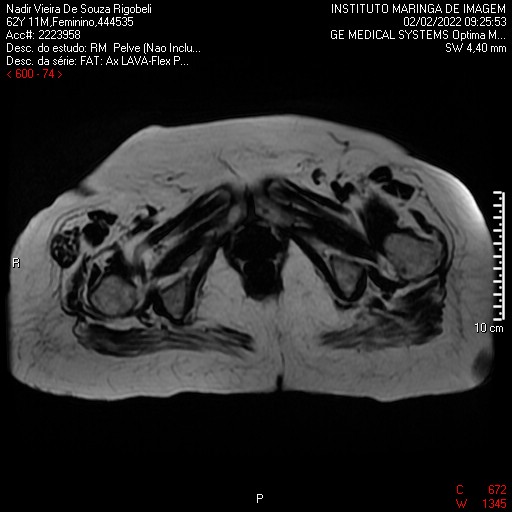 Nadir Vieira De Souza Rigobeli
62Y 11M,Feminino,444535
Acc#: 2223958
Desc. do estudo: RM Pelve (Nao Inclu...
Desc. da série: FAT: Ax LAVA-Flex P...
< 600 - 74 >
INSTITUTO MARINGA DE IMAGEM
02/02/2022 09:25:53
GE MEDICAL SYSTEMS Optima M...
SW 4,40 mm
R
10 cm
P
C 672
W 1345